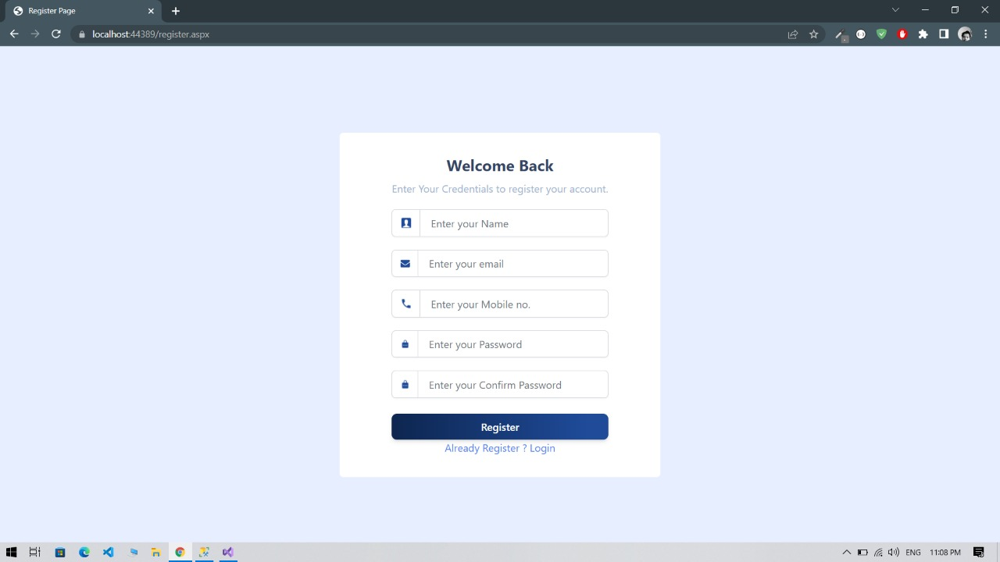 Register Page
localhost:44389/register.aspx
Welcome Back
Enter Your Credentials to register your account.
Enter your Name
Enter your email
Enter your Mobile no.
Enter your Password
Enter your Confirm Password
Register
Already Register ? Login
ENG 11:08 PM